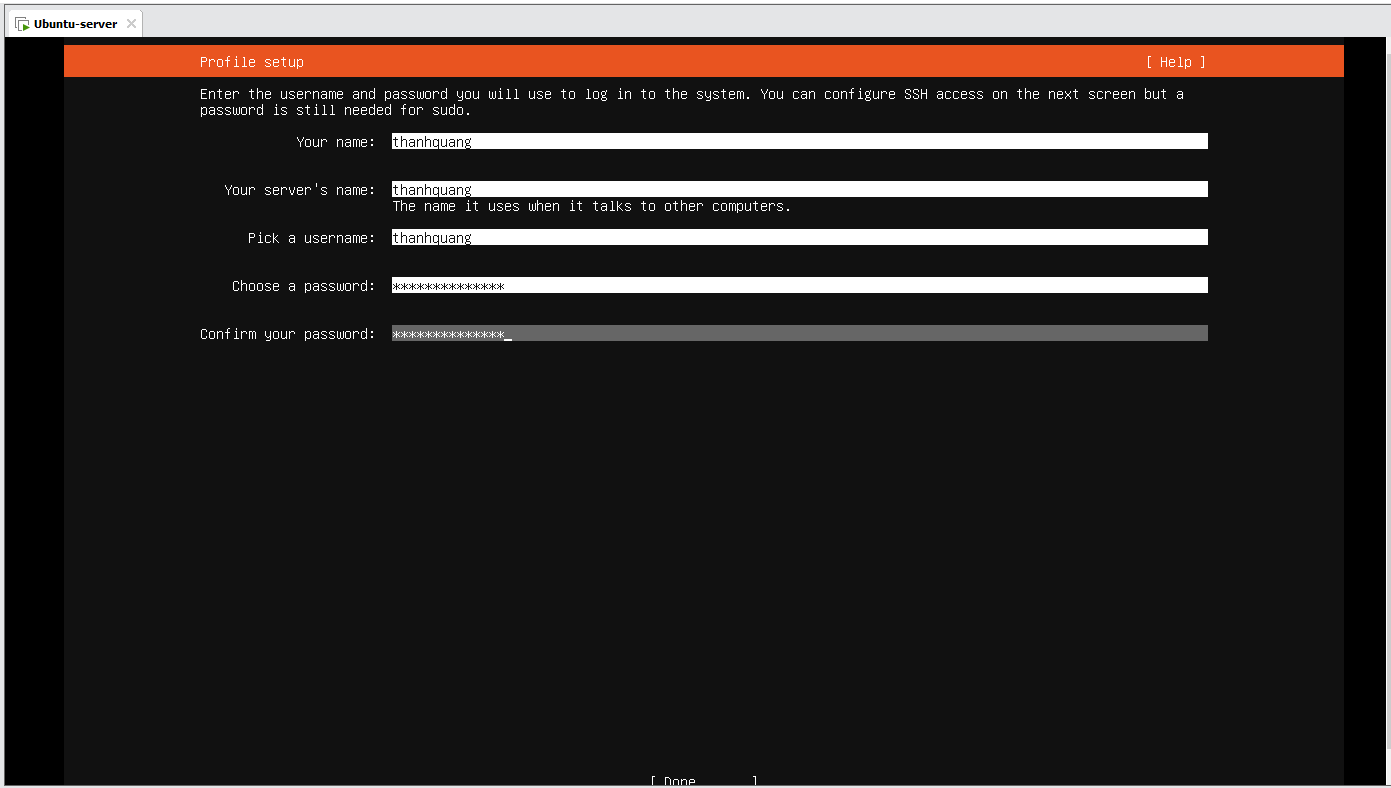 Ubuntu-server
Profile setup [ Help ]
Enter the username and password you will use to log in to the system. You can configure SSH access on the next screen but a
password is still needed for sudo.
Your name: thanhquang
Your server's name: thanhquang
The name it uses when it talks to other computers.
Pick a username: thanhquang
Choose a password: **************
Confirm your password: **************_
[ Done ]